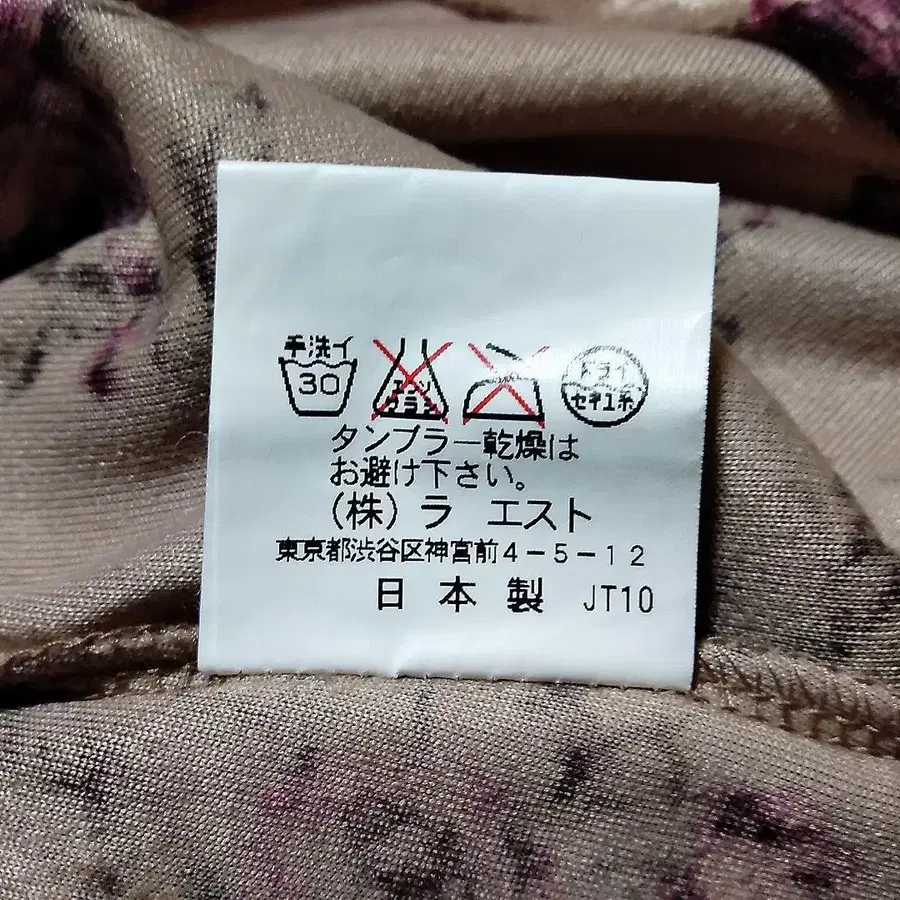 手洗イ
30 エンソ ドライ
サラシ セキユ系
タンブラー乾燥は
お避け下さい。
(株)ラ エスト
東京都渋谷区神宮前4-5-12
日本製 JT10